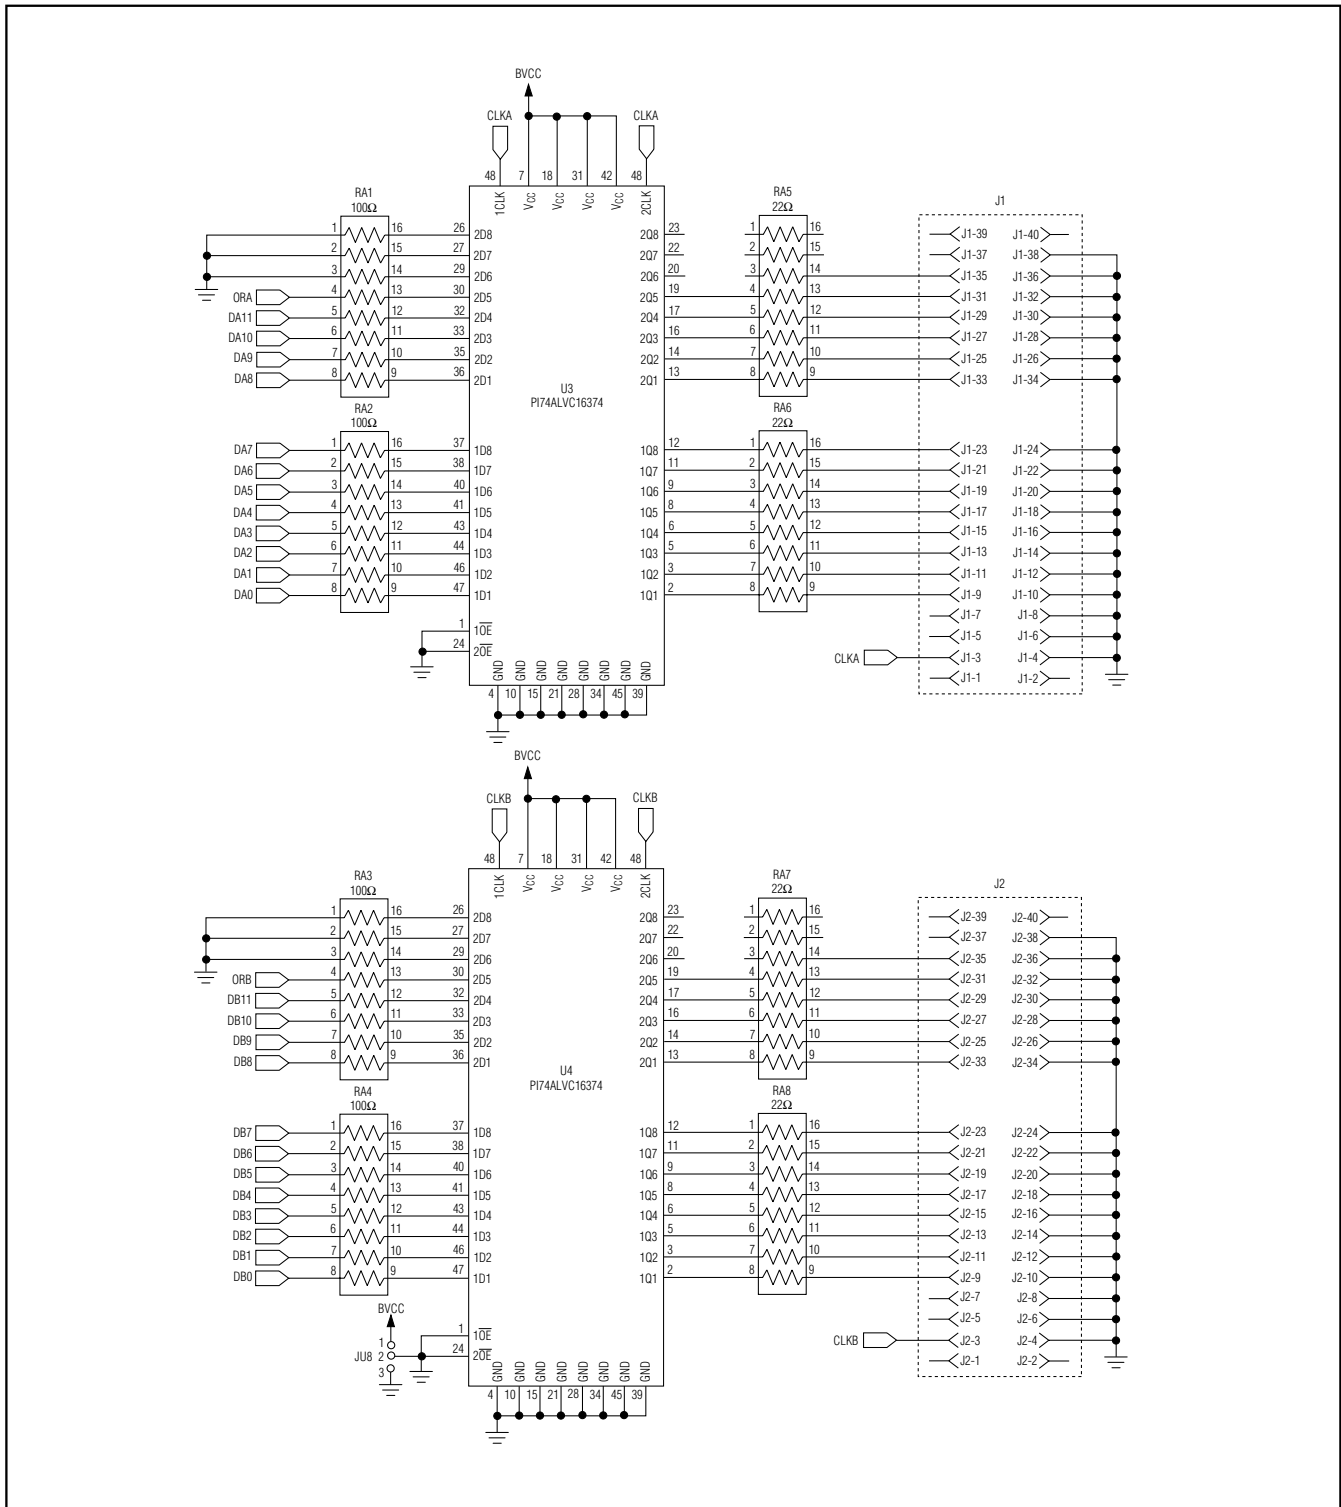 BVCC
CLKA CLKA
48 7 18 31 42 48
1CLK VCC VCC VCC VCC 2CLK
RA1 RA5 J1
100Ω 22Ω
1 16 26 2D8 2Q8 23 1 16 J1-39 J1-40
2 15 27 2D7 2Q7 22 2 15 J1-37 J1-38
3 14 29 2D6 2Q6 20 3 14 J1-35 J1-36
ORA 4 13 30 2D5 2Q5 19 4 13 J1-31 J1-32
DA11 5 12 32 2D4 2Q4 17 5 12 J1-29 J1-30
DA10 6 11 33 2D3 2Q3 16 6 11 J1-27 J1-28
DA9 7 10 35 2D2 2Q2 14 7 10 J1-25 J1-26
DA8 8 9 36 2D1 2Q1 13 8 9 J1-33 J1-34
U3
PI74ALVC16374
RA2 RA6
100Ω 22Ω
DA7 1 16 37 1D8 1Q8 12 1 16 J1-23 J1-24
DA6 2 15 38 1D7 1Q7 11 2 15 J1-21 J1-22
DA5 3 14 40 1D6 1Q6 9 3 14 J1-19 J1-20
DA4 4 13 41 1D5 1Q5 8 4 13 J1-17 J1-18
DA3 5 12 43 1D4 1Q4 6 5 12 J1-15 J1-16
DA2 6 11 44 1D3 1Q3 5 6 11 J1-13 J1-14
DA1 7 10 46 1D2 1Q2 3 7 10 J1-11 J1-12
DA0 8 9 47 1D1 1Q1 2 8 9 J1-9 J1-10
J1-7 J1-8
1 1OE J1-5 J1-6
24 2OE CLKA J1-3 J1-4
J1-1 J1-2
GND GND GND GND GND GND GND GND
4 10 15 21 28 34 45 39
BVCC
CLKB CLKB
48 7 18 31 42 48
1CLK VCC VCC VCC VCC 2CLK
RA3 RA7 J2
100Ω 22Ω
1 16 26 2D8 2Q8 23 1 16 J2-39 J2-40
2 15 27 2D7 2Q7 22 2 15 J2-37 J2-38
3 14 29 2D6 2Q6 20 3 14 J2-35 J2-36
ORB 4 13 30 2D5 2Q5 19 4 13 J2-31 J2-32
DB11 5 12 32 2D4 2Q4 17 5 12 J2-29 J2-30
DB10 6 11 33 2D3 2Q3 16 6 11 J2-27 J2-28
DB9 7 10 35 2D2 2Q2 14 7 10 J2-25 J2-26
DB8 8 9 36 2D1 2Q1 13 8 9 J2-33 J2-34
U4
PI74ALVC16374
RA4 RA8
100Ω 22Ω
DB7 1 16 37 1D8 1Q8 12 1 16 J2-23 J2-24
DB6 2 15 38 1D7 1Q7 11 2 15 J2-21 J2-22
DB5 3 14 40 1D6 1Q6 9 3 14 J2-19 J2-20
DB4 4 13 41 1D5 1Q5 8 4 13 J2-17 J2-18
DB3 5 12 43 1D4 1Q4 6 5 12 J2-15 J2-16
DB2 6 11 44 1D3 1Q3 5 6 11 J2-13 J2-14
DB1 7 10 46 1D2 1Q2 3 7 10 J2-11 J2-12
DB0 8 9 47 1D1 1Q1 2 8 9 J2-9 J2-10
BVCC J2-7 J2-8
J2-5 J2-6
1 1 1OE CLKB J2-3 J2-4
JU8 2 24 2OE J2-1 J2-2
3
GND GND GND GND GND GND GND GND
4 10 15 21 28 34 45 39